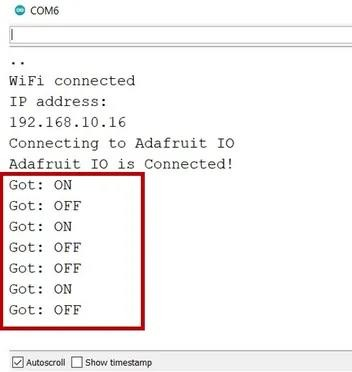 COM6
..
WiFi connected
IP address:
192.168.10.16
Connecting to Adafruit IO
Adafruit IO is Connected!
Got: ON
Got: OFF
Got: ON
Got: OFF
Got: OFF
Got: ON
Got: OFF
Autoscroll Show timestamp